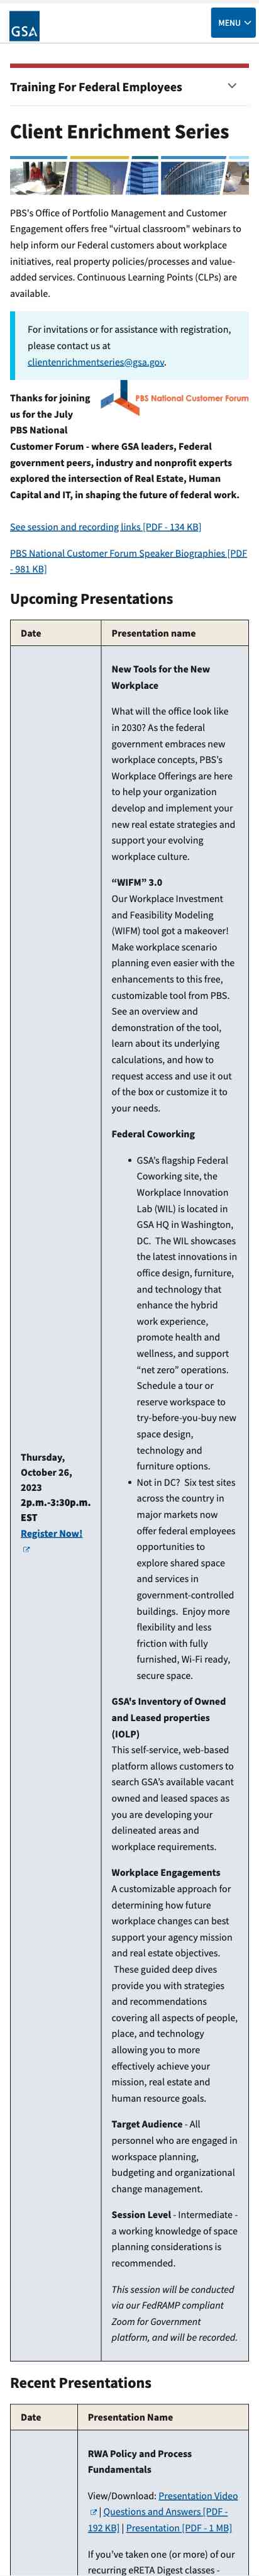 GSA
MENU
Training For Federal Employees
Client Enrichment Series
PBS's Office of Portfolio Management and Customer
Engagement offers free "virtual classroom" webinars to
help inform our Federal customers about workplace
initiatives, real property policies/processes and value-
added services. Continuous Learning Points (CLPs) are
available.
For invitations or for assistance with registration,
please contact us at
clientenrichmentseries@gsa.gov.
Thanks for joining
us for the July
PBS National
PBS National Customer Forum
Customer Forum - where GSA leaders, Federal
government peers, industry and nonprofit experts
explored the intersection of Real Estate, Human
Capital and IT, in shaping the future of federal work.
See session and recording links [PDF - 134 KB]
PBS National Customer Forum Speaker Biographies [PDF
- 981 KB]
Upcoming Presentations
Date
Presentation name
Thursday,
October 26,
2023
2p.m.-3:30p.m.
EST
Register Now!
New Tools for the New
Workplace
What will the office look like
in 2030? As the federal
government embraces new
workplace concepts, PBS's
Workplace Offerings are here
to help your organization
develop and implement your
new real estate strategies and
support your evolving
workplace culture.
“WIFM” 3.0
Our Workplace Investment
and Feasibility Modeling
(WIFM) tool got a makeover!
Make workplace scenario
planning even easier with the
enhancements to this free,
customizable tool from PBS.
See an overview and
demonstration of the tool,
learn about its underlying
calculations, and how to
request access and use it out
of the box or customize it to
your needs.
Federal Coworking
• GSA’s flagship Federal
Coworking site, the
Workplace Innovation
Lab (WIL) is located in
GSA HQ in Washington,
DC. The WIL showcases
the latest innovations in
office design, furniture,
and technology that
enhance the hybrid
work experience,
promote health and
wellness, and support
“net zero” operations.
Schedule a tour or
reserve workspace to
try-before-you-buy new
space design,
technology and
furniture options.
• Not in DC? Six test sites
across the country in
major markets now
offer federal employees
opportunities to
explore shared space
and services in
government-controlled
buildings. Enjoy more
flexibility and less
friction with fully
furnished, Wi-Fi ready,
secure space.
GSA's Inventory of Owned
and Leased properties
(IOLP)
This self-service, web-based
platform allows customers to
search GSA’s available vacant
owned and leased spaces as
you are developing your
delineated areas and
workplace requirements.
Workplace Engagements
A customizable approach for
determining how future
workplace changes can best
support your agency mission
and real estate objectives.
These guided deep dives
provide you with strategies
and recommendations
covering all aspects of people,
place, and technology
allowing you to more
effectively achieve your
mission, real estate and
human resource goals.
Target Audience - All
personnel who are engaged in
workspace planning,
budgeting and organizational
change management.
Session Level - Intermediate -
a working knowledge of space
planning considerations is
recommended.
This session will be conducted
via our FedRAMP compliant
Zoom for Government
platform, and will be recorded.
Recent Presentations
Date
Presentation Name
RWA Policy and Process
Fundamentals
View/Download: Presentation Video
| Questions and Answers [PDF -
192 KB] | Presentation [PDF - 1 MB]
If you’ve taken one (or more) of our
recurring eRETA Digest classes -